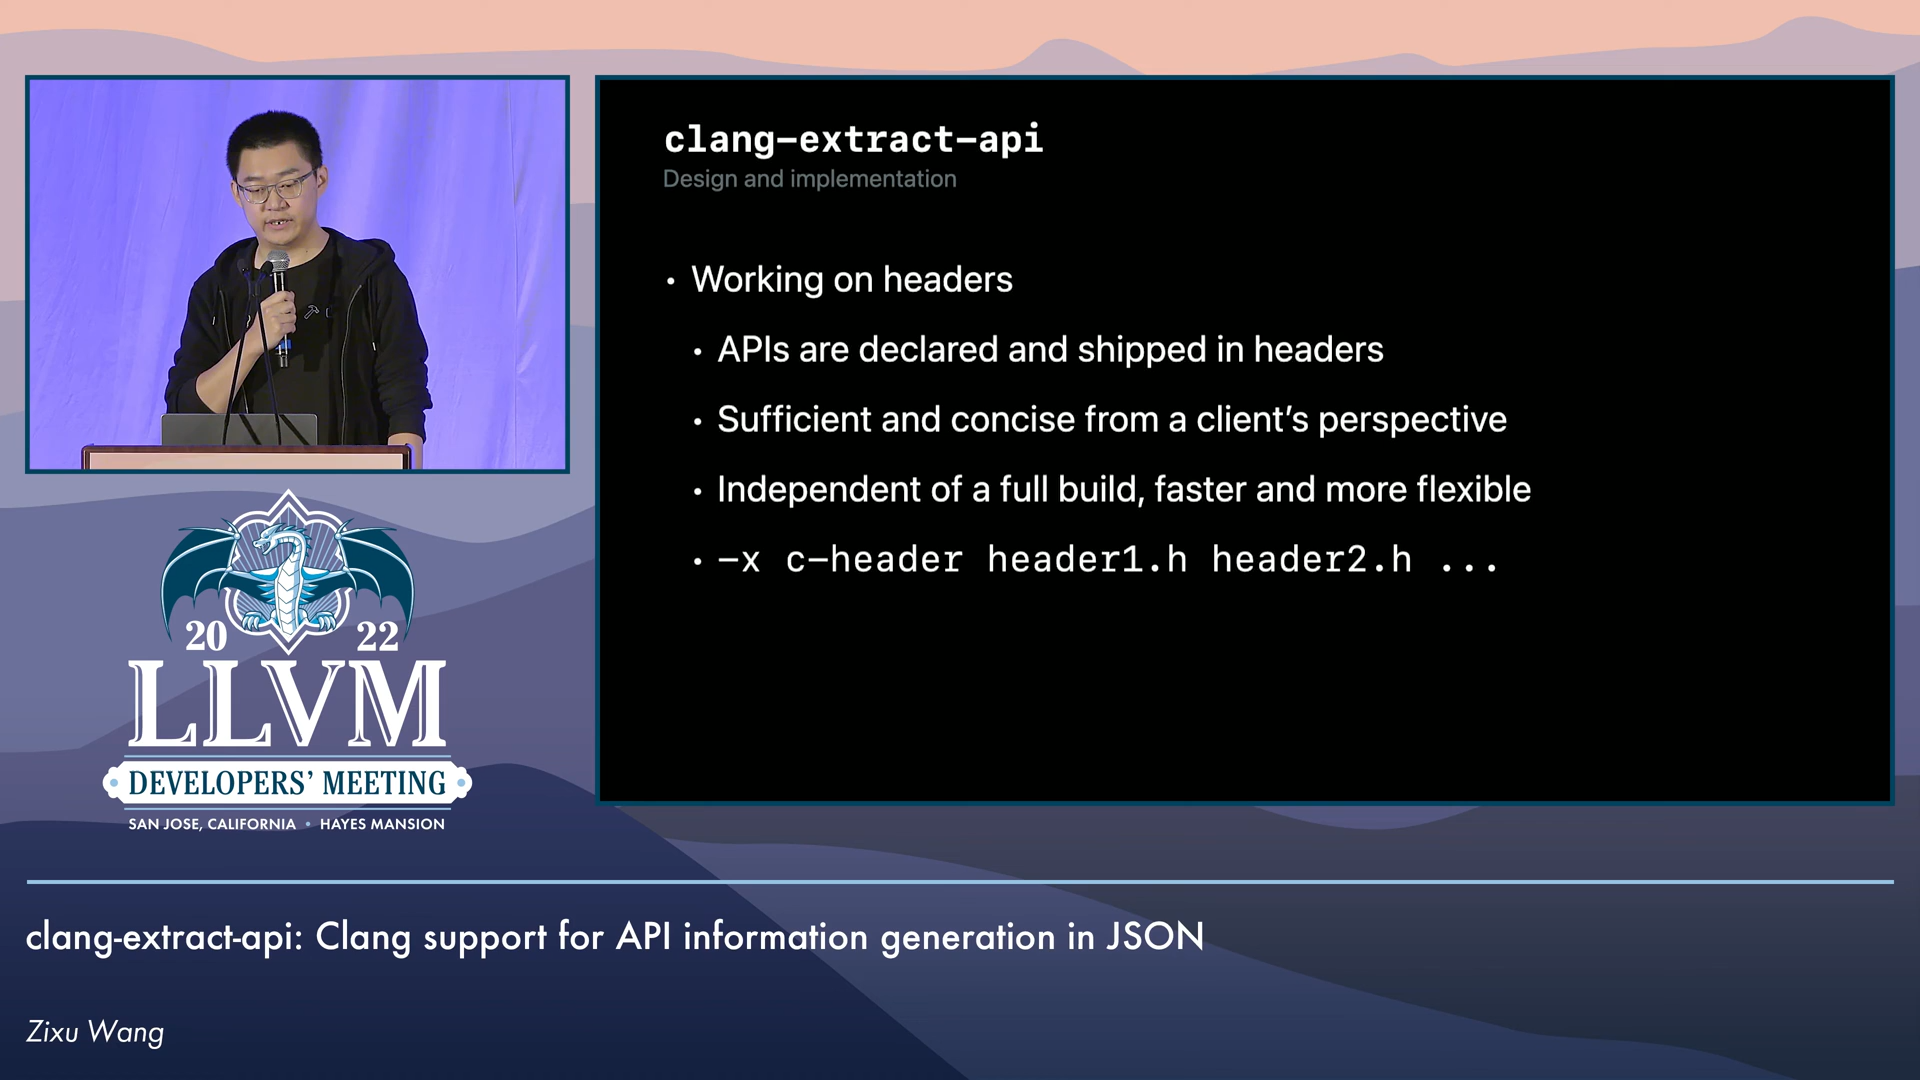 clang-extract-api
Design and implementation
• Working on headers
• APIs are declared and shipped in headers
• Sufficient and concise from a client’s perspective
• Independent of a full build, faster and more flexible
• -x c-header header1.h header2.h ...
20 22
LLVM
DEVELOPERS’ MEETING
SAN JOSE, CALIFORNIA • HAYES MANSION
clang-extract-api: Clang support for API information generation in JSON
Zixu Wang